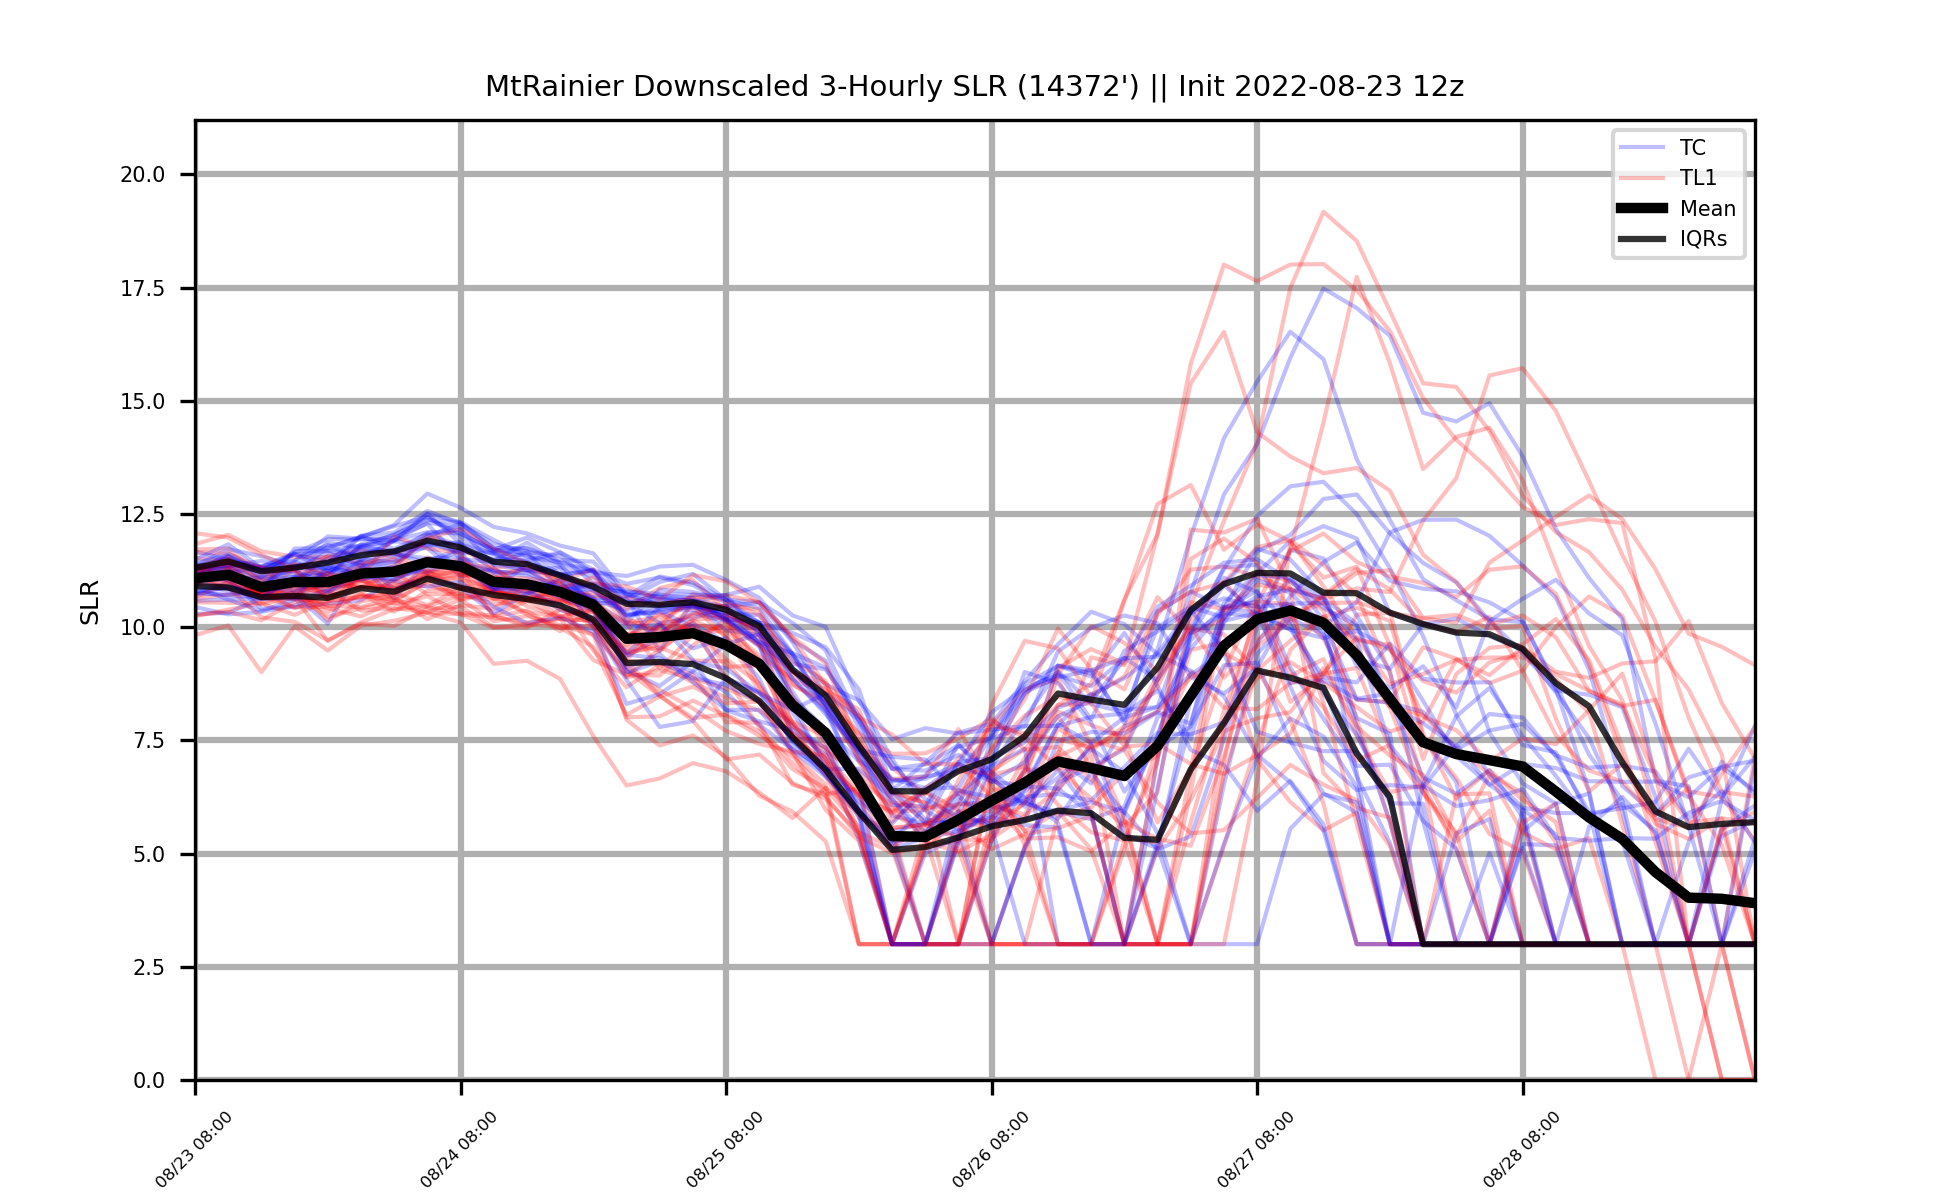 MtRainier Downscaled 3-Hourly SLR (14372') || Init 2022-08-23 12z
TC
TL1
Mean
IQRs
SLR
20.0
17.5
15.0
12.5
10.0
7.5
5.0
2.5
0.0
08/23 08:00
08/24 08:00
08/25 08:00
08/26 08:00
08/27 08:00
08/28 08:00